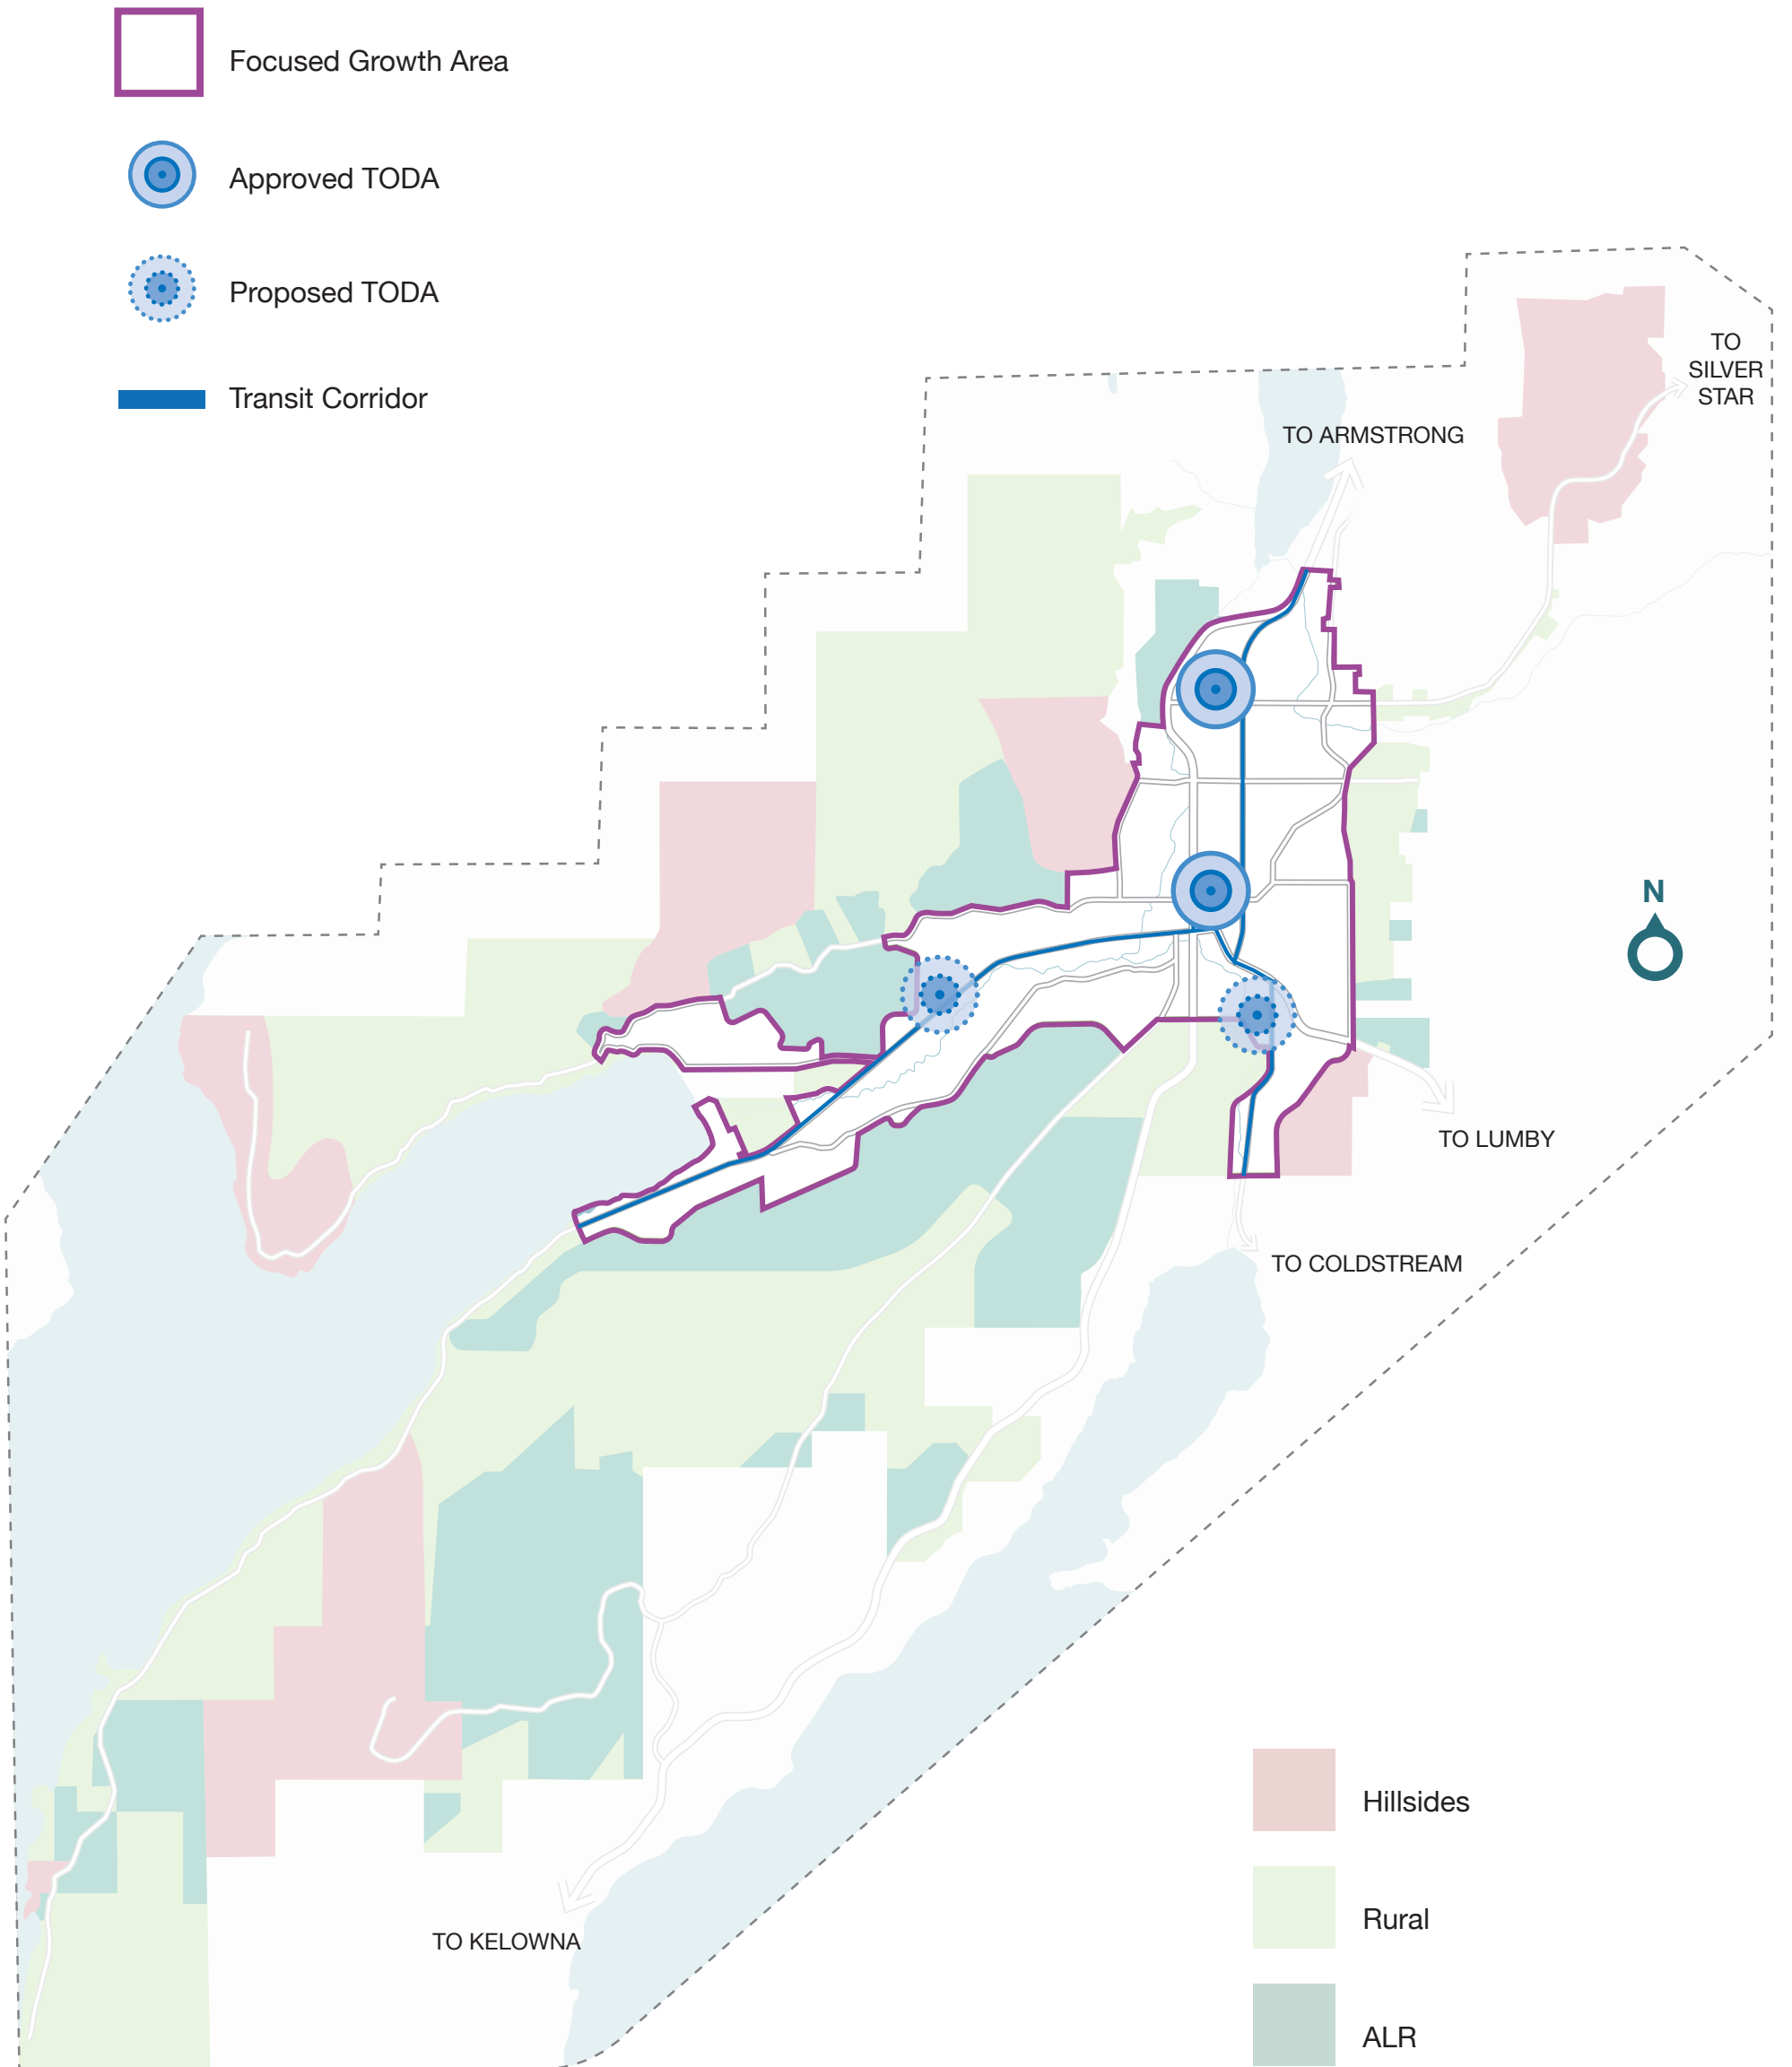 Focused Growth Area
Approved TODA
Proposed TODA
Transit Corridor
TO
SILVER
STAR
TO ARMSTRONG
N
TO LUMBY
TO COLDSTREAM
Hillsides
Rural
TO KELOWNA
ALR